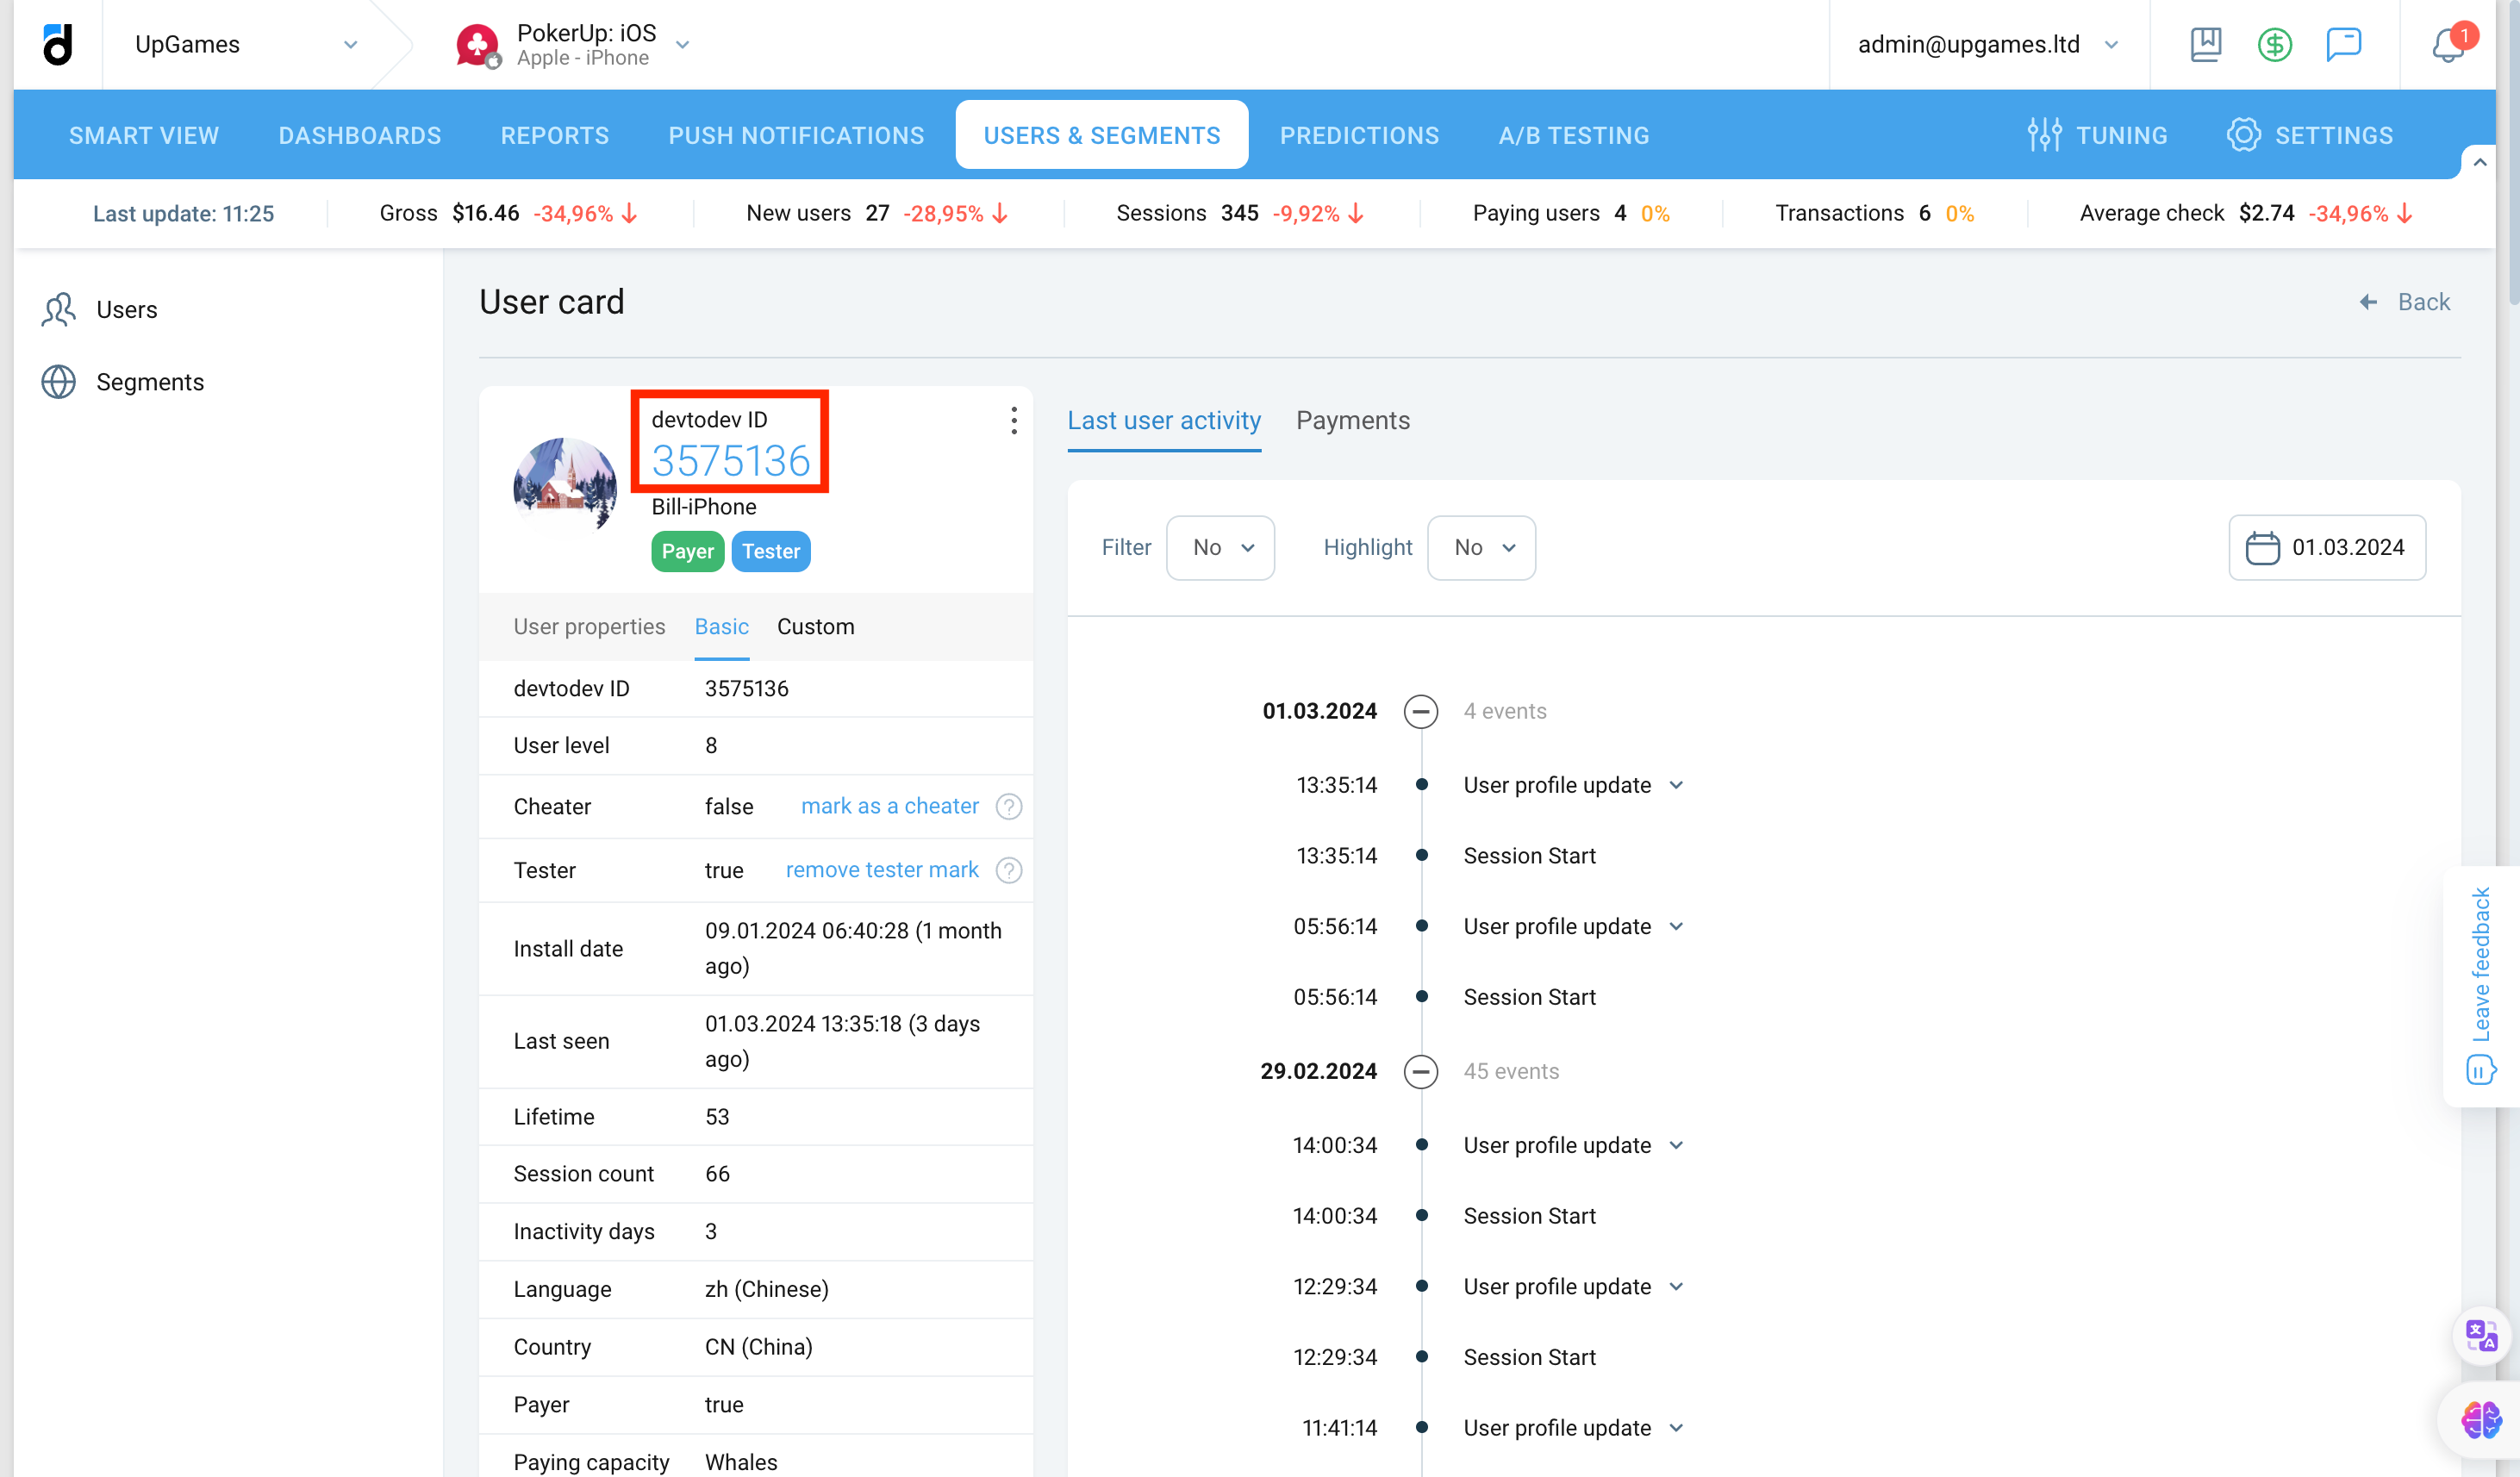 UpGames
PokerUp: iOS
Apple - iPhone
admin@upgames.ltd
1
SMART VIEW
DASHBOARDS
REPORTS
PUSH NOTIFICATIONS
USERS & SEGMENTS
PREDICTIONS
A/B TESTING
TUNING
SETTINGS
Last update: 11:25
Gross $16.46 -34,96%
New users 27 -28,95%
Sessions 345 -9,92%
Paying users 4 0%
Transactions 6 0%
Average check $2.74 -34,96%
Users
Segments
User card
Back
devtodev ID
3575136
Bill-iPhone
Payer Tester
User properties Basic Custom
devtodev ID 3575136
User level 8
Cheater false mark as a cheater ?
Tester true remove tester mark ?
Install date 09.01.2024 06:40:28 (1 month
ago)
Last seen 01.03.2024 13:35:18 (3 days
ago)
Lifetime 53
Session count 66
Inactivity days 3
Language zh (Chinese)
Country CN (China)
Payer true
Paying capacity Whales
Last user activity Payments
Filter No Highlight No 01.03.2024
01.03.2024 4 events
13:35:14 User profile update
13:35:14 Session Start
05:56:14 User profile update
05:56:14 Session Start
29.02.2024 45 events
14:00:34 User profile update
14:00:34 Session Start
12:29:34 User profile update
12:29:34 Session Start
11:41:14 User profile update
Leave feedback
文
A